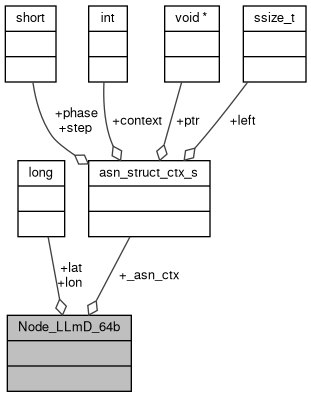 short
int
void *
ssize_t
+phase
+step
+context
+ptr
+left
long
asn_struct_ctx_s
+lat
+lon
+_asn_ctx
Node_LLmD_64b